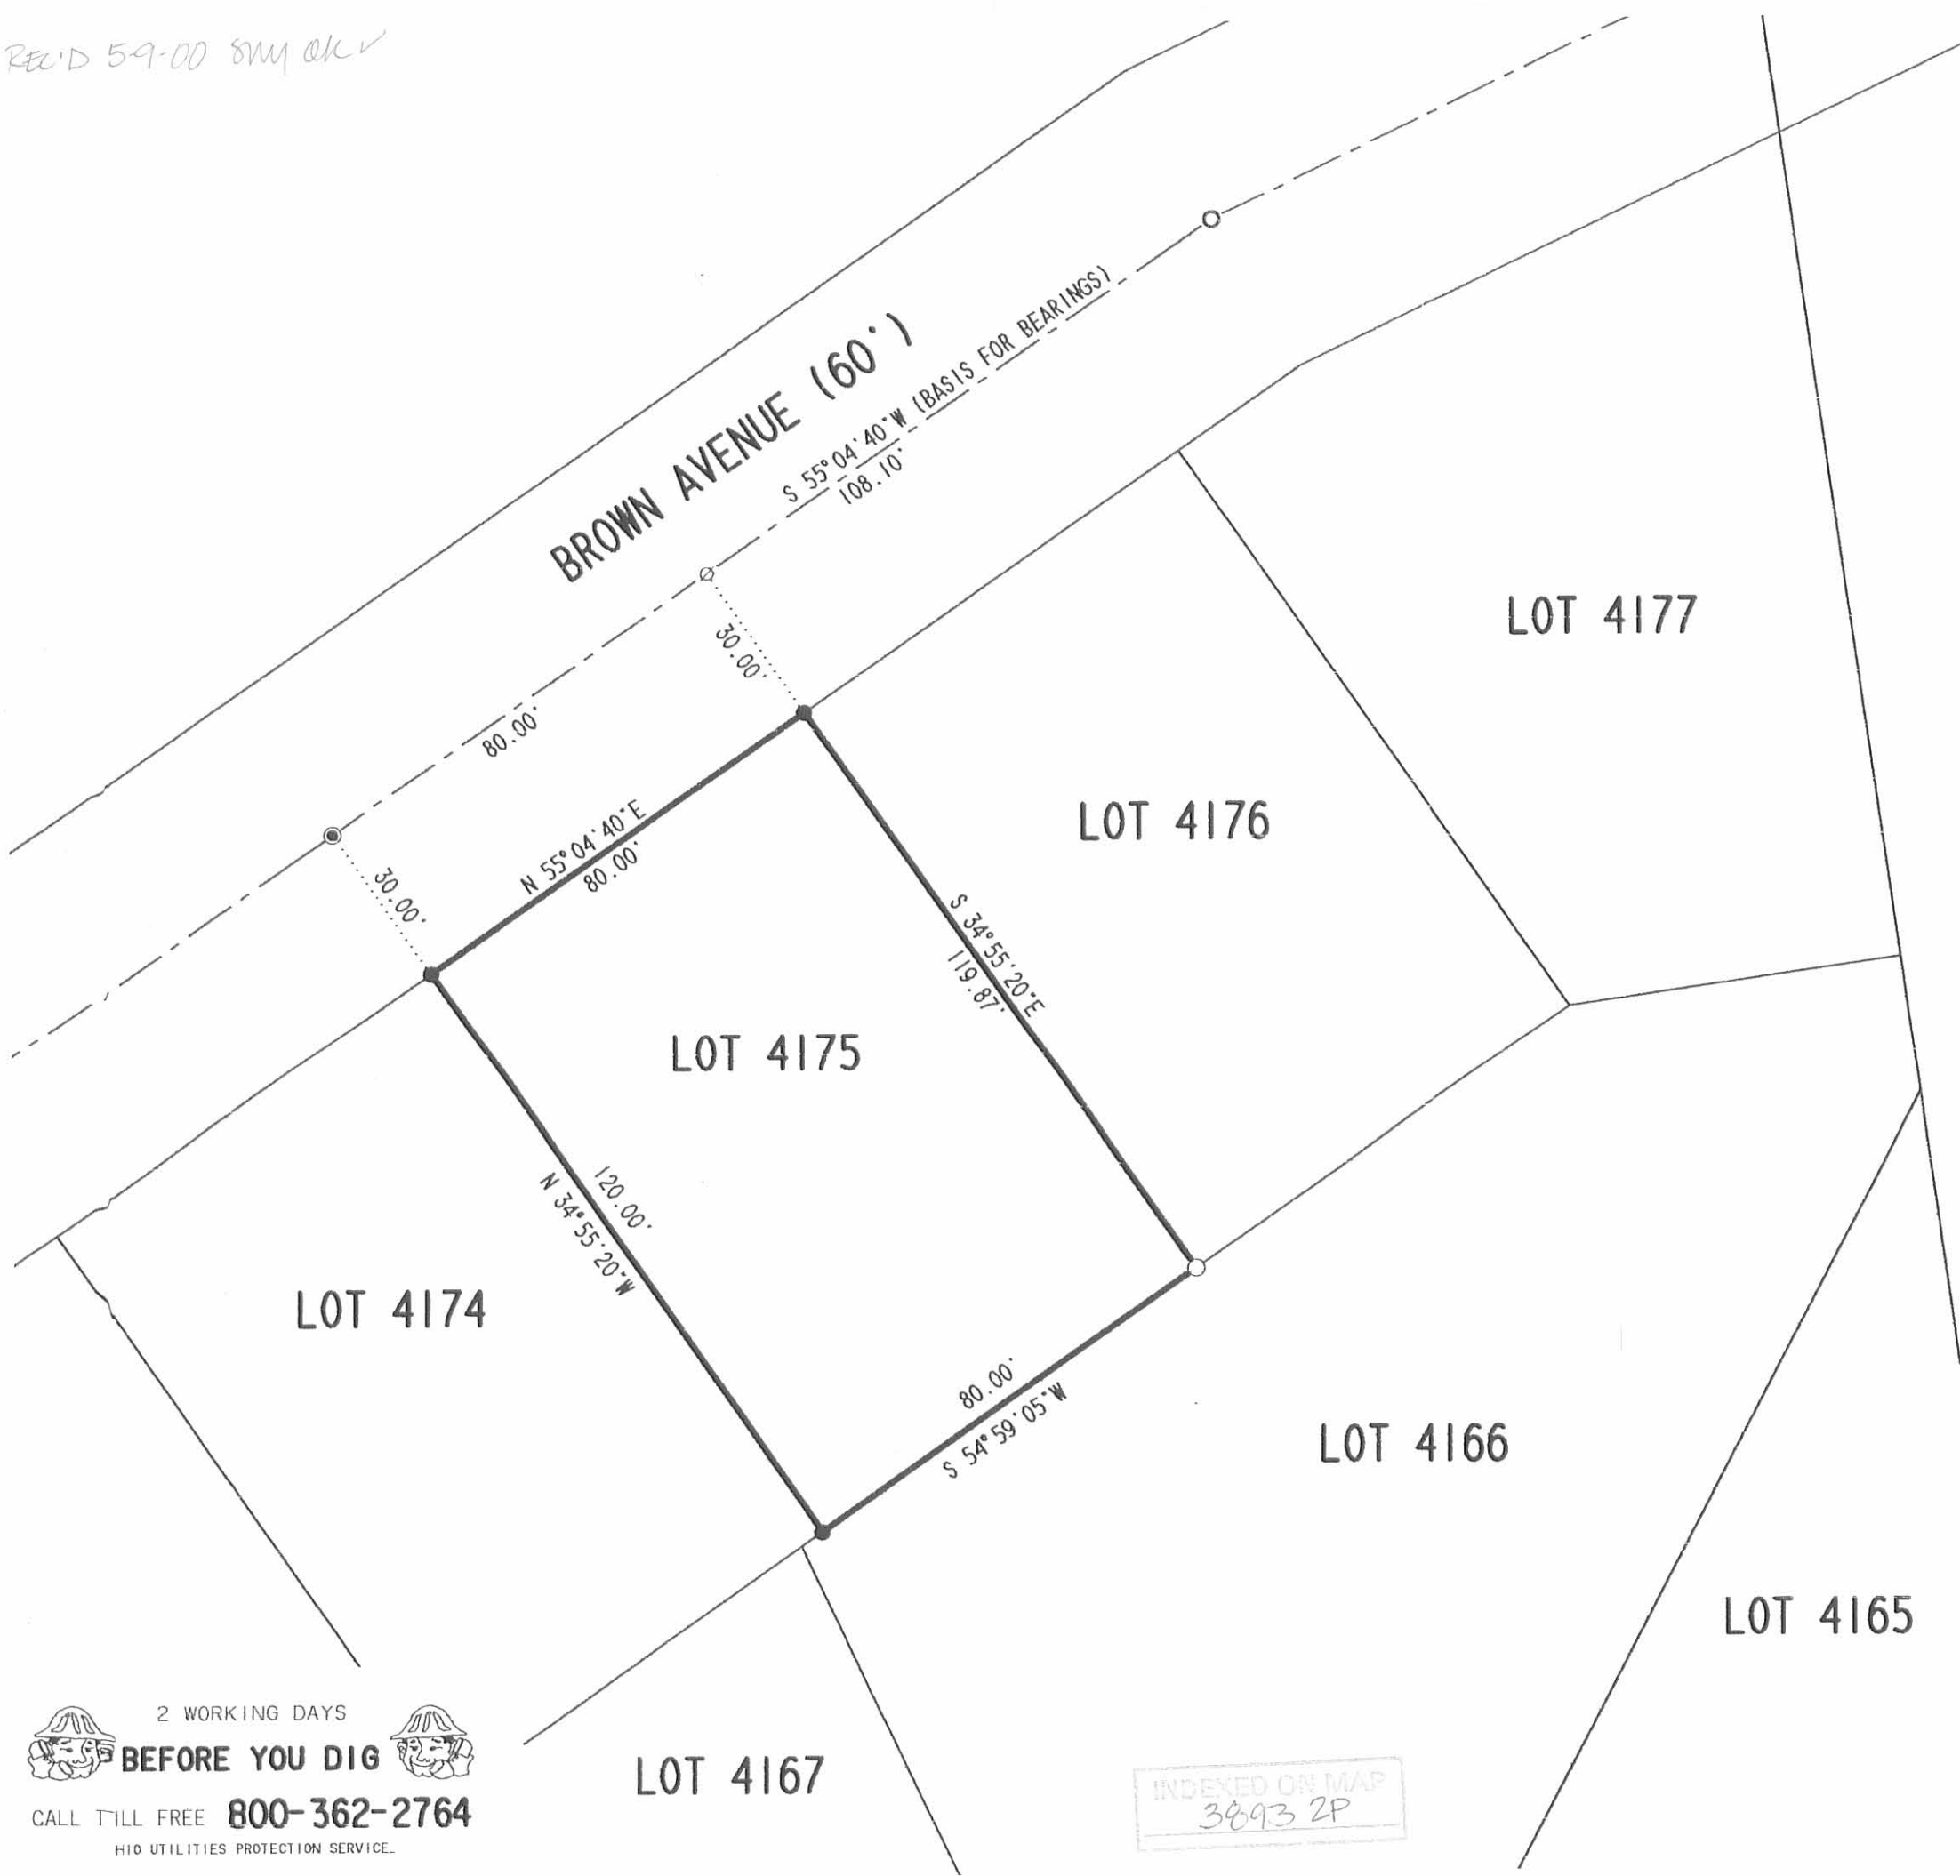 REC'D 5-9-00
BROWN AVENUE (60')
S 55°04'40"W (BASIS FOR BEARINGS)
108.10'
30.00'
80.00'
N 55°04'40"E
80.00'
30.00'
LOT 4177
LOT 4176
S 34°55'20"E
119.87'
LOT 4175
120.00'
N 34°55'20"W
LOT 4174
80.00'
S 54°59'05"W
LOT 4166
LOT 4165
LOT 4167
2 WORKING DAYS
BEFORE YOU DIG
CALL TILL FREE 800-362-2764
HIO UTILITIES PROTECTION SERVICE
INDEXED ON MAP
3893 2P